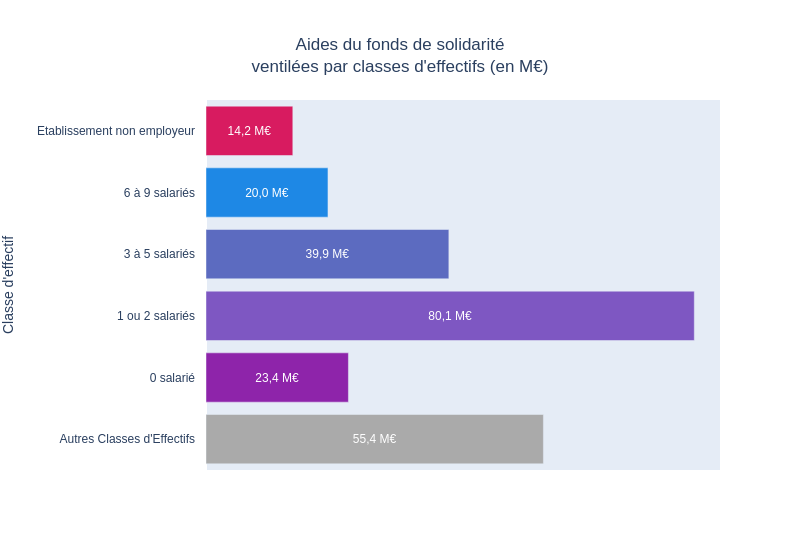 Aides du fonds de solidarité
ventilées par classes d'effectifs (en M€)
Classe d'effectif
Etablissement non employeur
14,2 M€
6 à 9 salariés
20,0 M€
3 à 5 salariés
39,9 M€
1 ou 2 salariés
80,1 M€
0 salarié
23,4 M€
Autres Classes d'Effectifs
55,4 M€